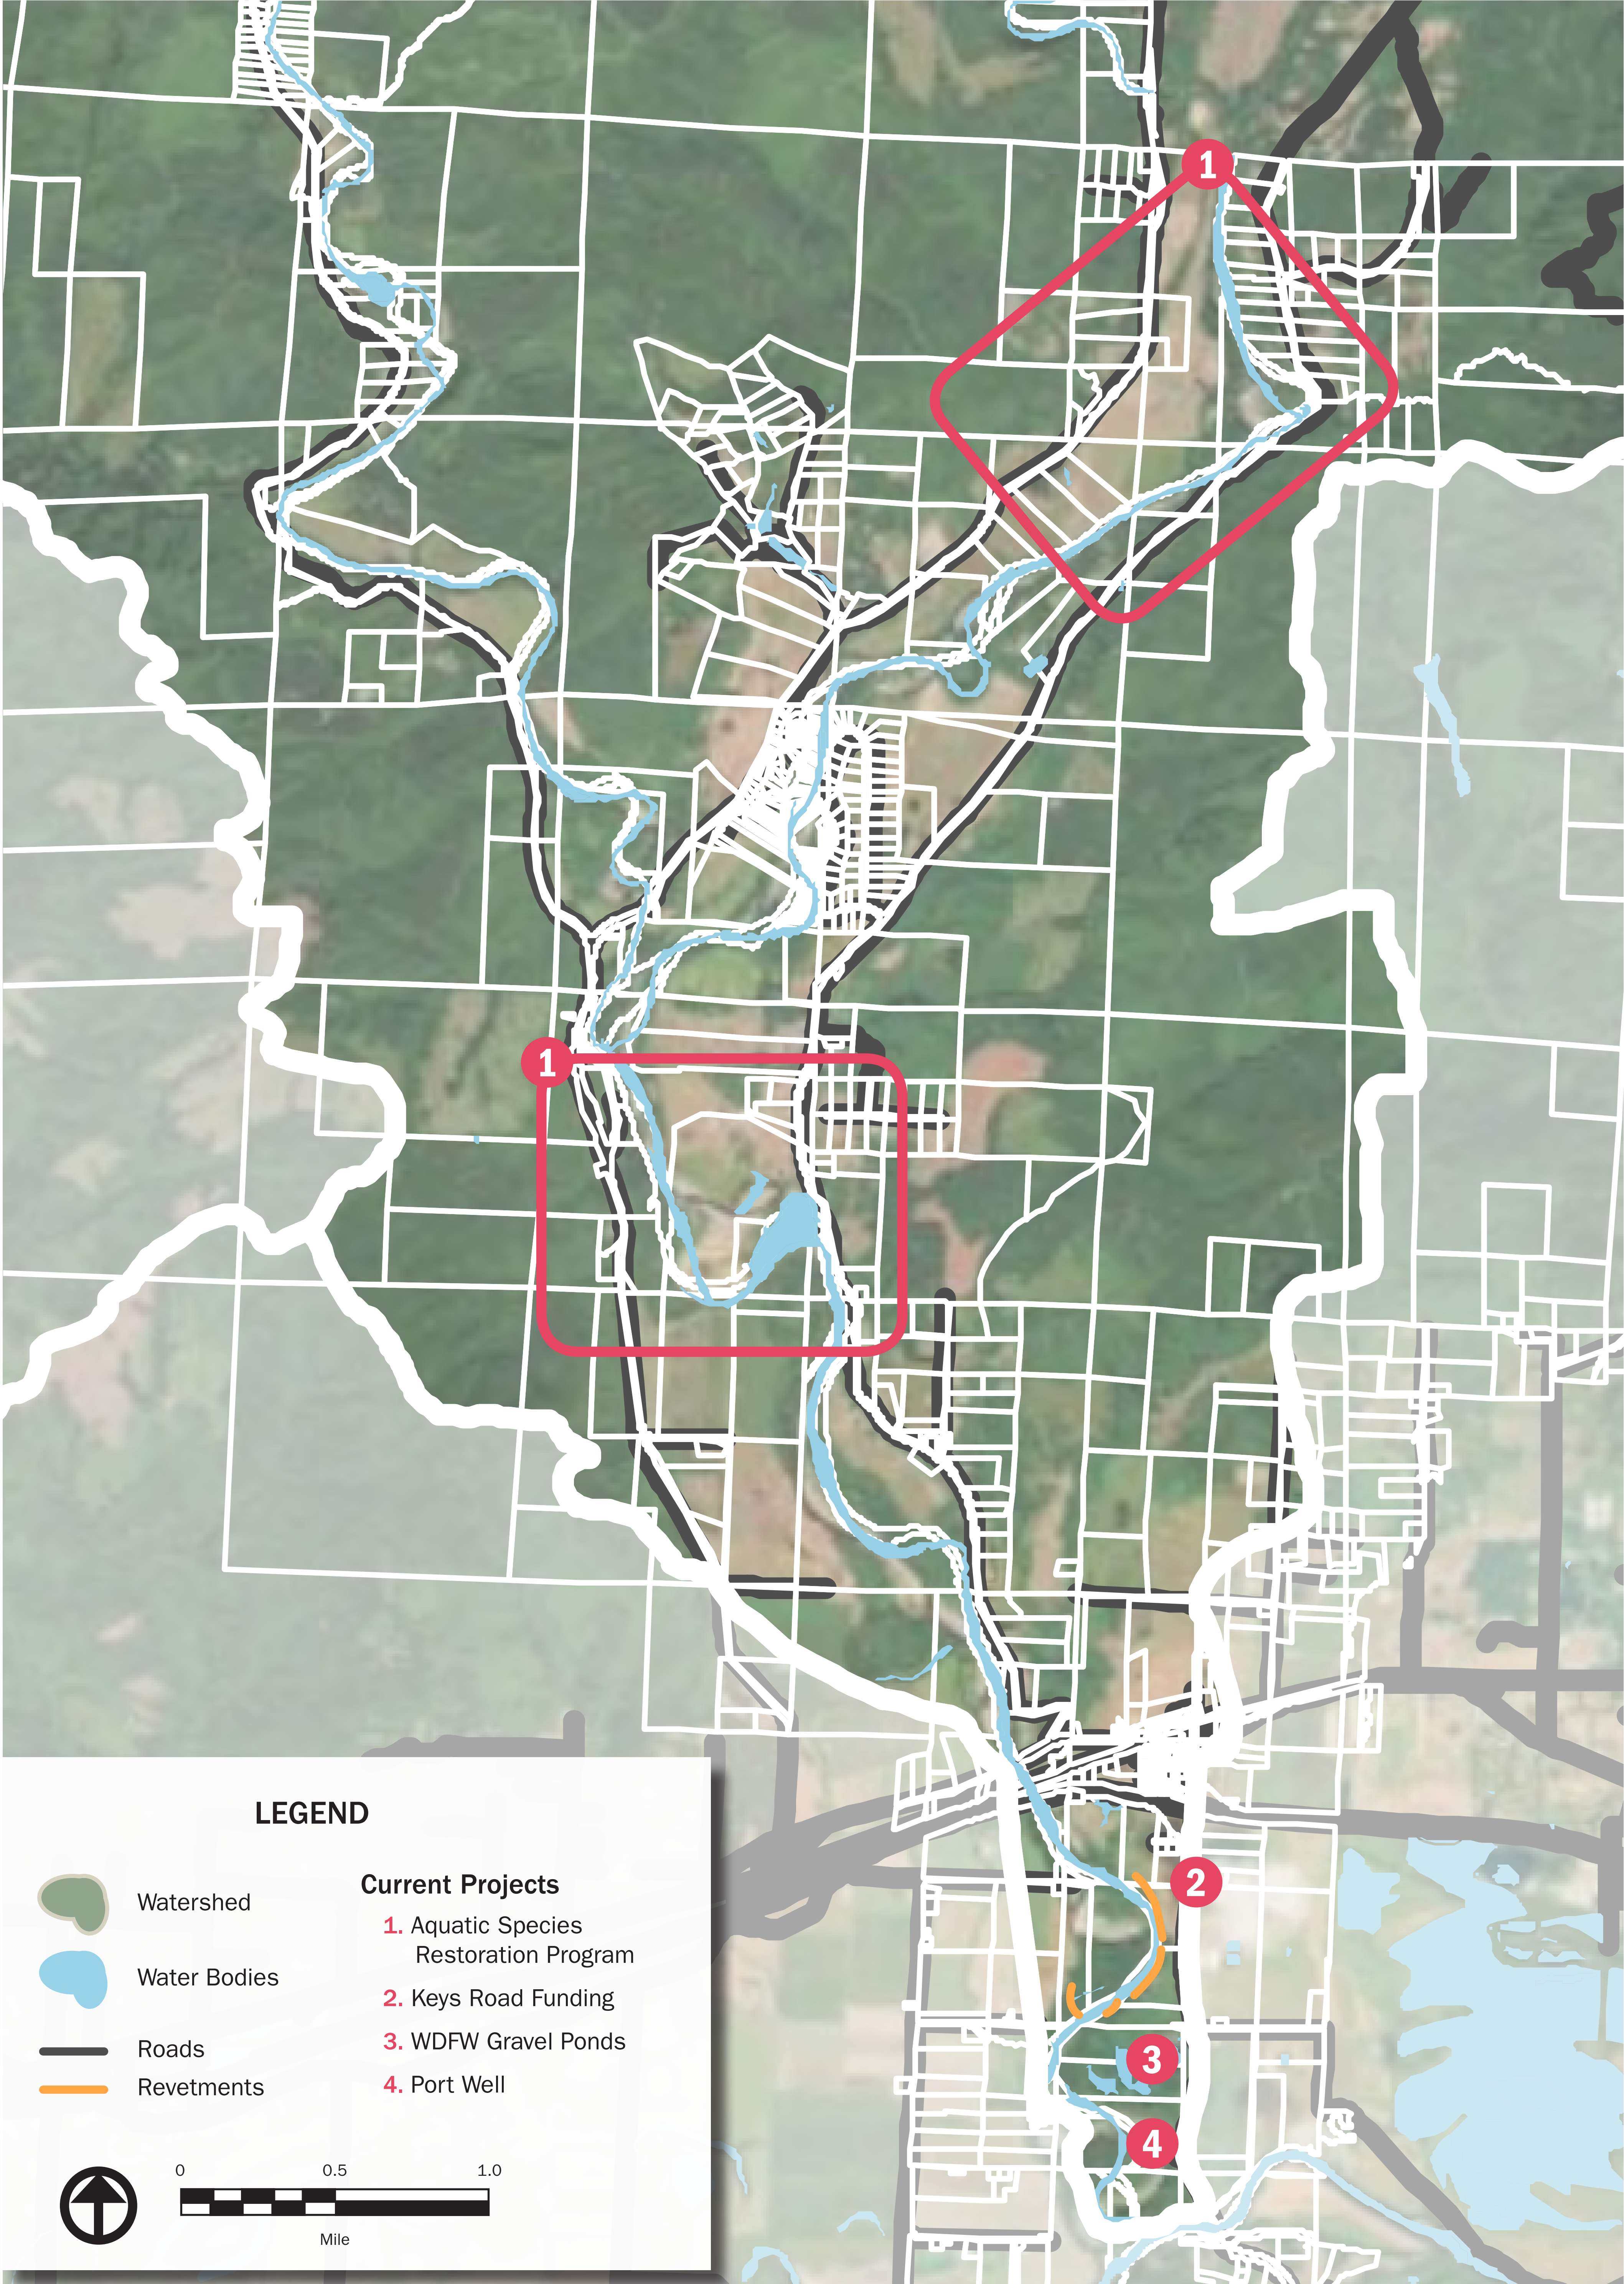 1
1
2
3
4
LEGEND
Watershed
Water Bodies
Roads
Revetments
Current Projects
1. Aquatic Species
Restoration Program
2. Keys Road Funding
3. WDFW Gravel Ponds
4. Port Well
0 0.5 1.0
Mile